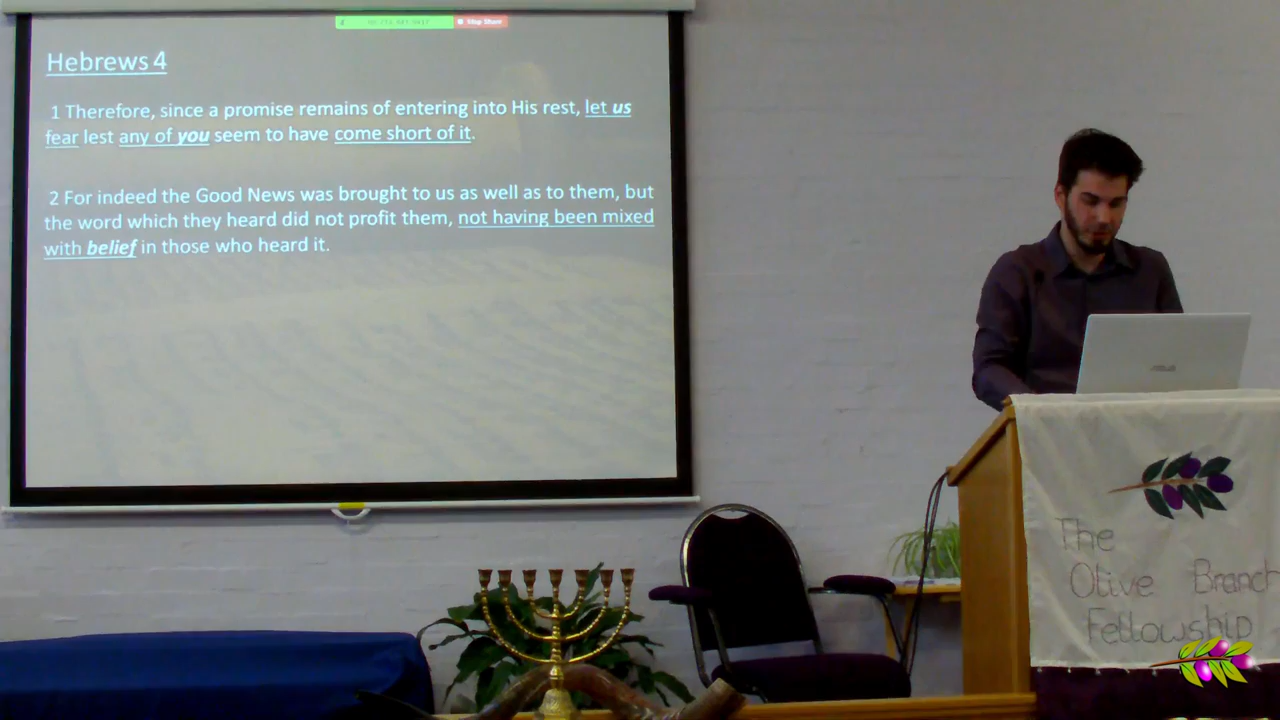 Stop Share
Hebrews 4
1 Therefore, since a promise remains of entering into His rest, let us
fear lest any of you seem to have come short of it.
2 For indeed the Good News was brought to us as well as to them, but
the word which they heard did not profit them, not having been mixed
with belief in those who heard it.
ASUS
The
Olive Branch
Fellowship